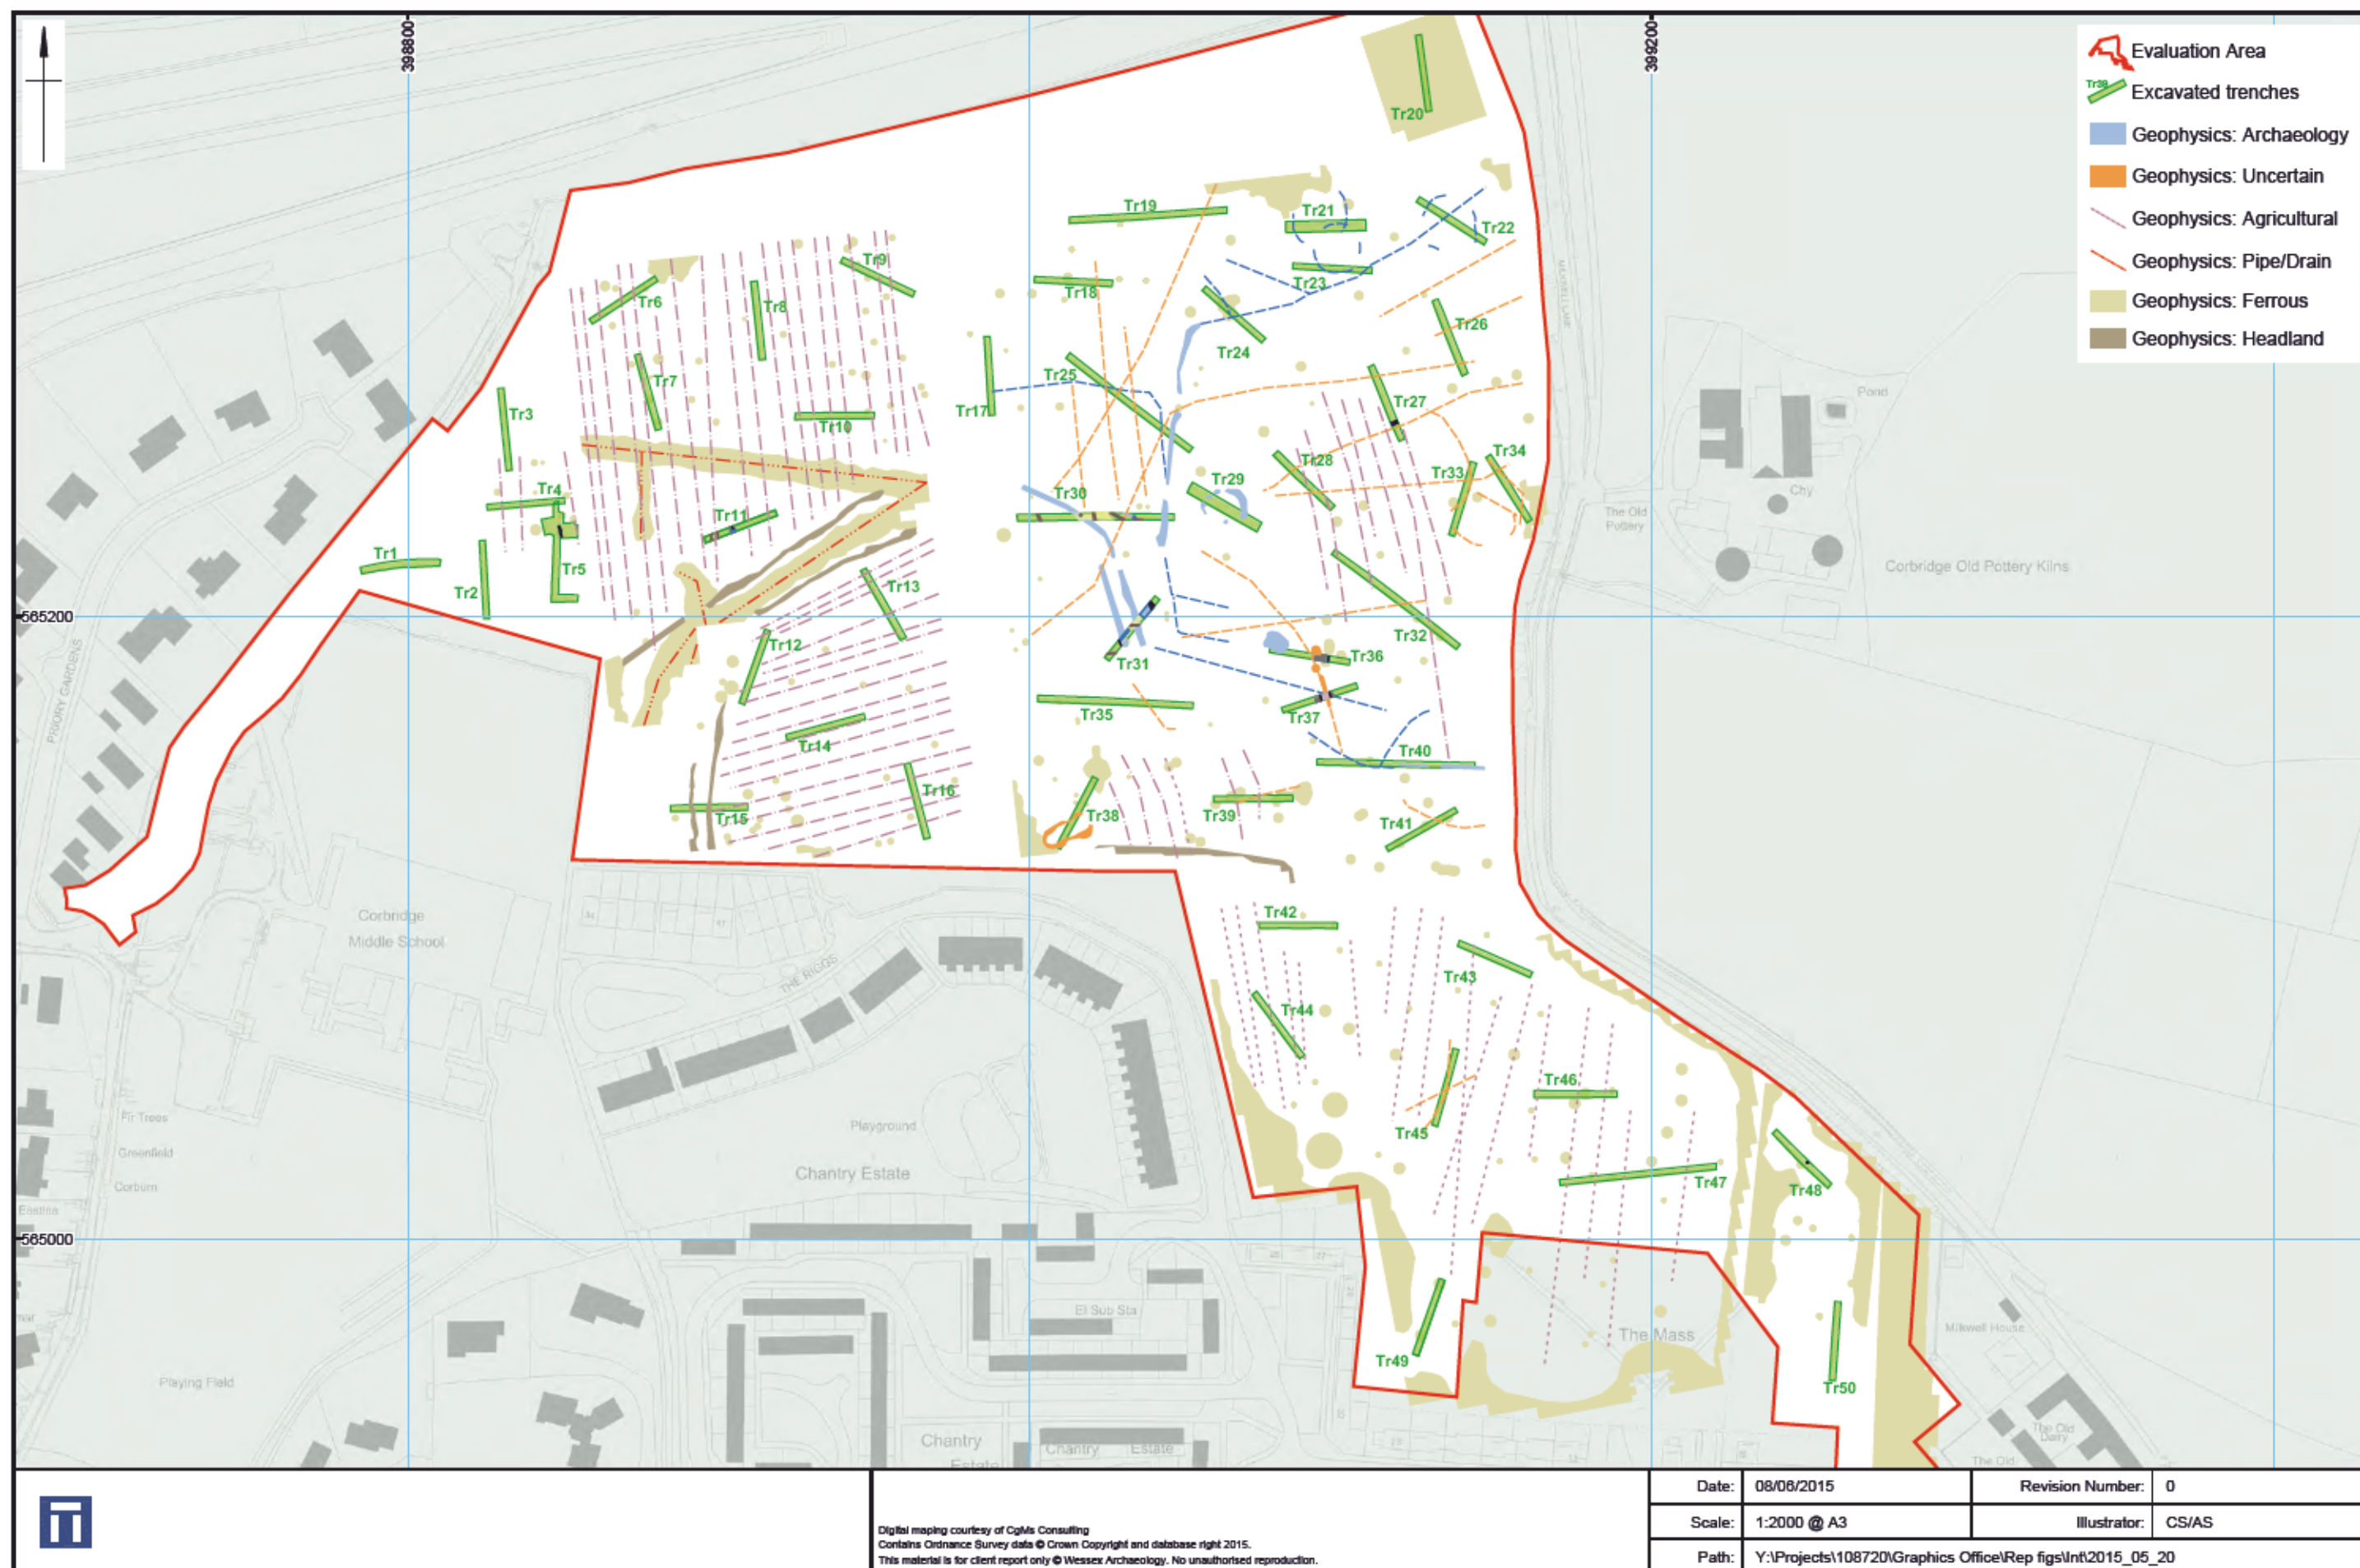 398800
399200
Evaluation Area
Tr39
Excavated trenches
Geophysics: Archaeology
Geophysics: Uncertain
Geophysics: Agricultural
Geophysics: Pipe/Drain
Geophysics: Ferrous
Geophysics: Headland
Tr20
Tr19
Tr21
Tr22
Tr9
Tr6
Tr8
Tr18
Tr23
Tr26
Tr24
Tr7
Tr25
Tr3
Tr17
Tr10
Tr27
Pond
Tr4
Tr30
Tr29
Tr28
Tr33
Tr34
Chy
Tr11
The Old
Pottery
Tr1
Tr2
Tr5
Tr13
Corbridge Old Pottery Kilns
565200
PRIORY GARDENS
Tr12
Tr31
Tr32
Tr36
Tr35
Tr37
Tr14
Tr40
Tr16
Tr15
Tr38
Tr39
Tr41
Corbridge
Middle School
THE RIGGS
Tr42
Tr43
Tr44
Fir Trees
Playground
Tr46
Greenfield
Tr45
Chantry Estate
Corburn
Tr47
Tr48
565000
El Sub Sta
The Mass
Milkwell House
Tr49
Playing Field
Tr50
Chantry
Estate
Chantry Estate
The Old
Dairy
The Old
Digital maping courtesy of CgMs Consulting
Contains Ordnance Survey data © Crown Copyright and database right 2015.
This material is for client report only © Wessex Archaeology. No unauthorised reproduction.
Date: 08/06/2015 Revision Number: 0
Scale: 1:2000 @ A3 Illustrator: CS/AS
Path: Y:\Projects\108720\Graphics Office\Rep figs\Int\2015_05_20